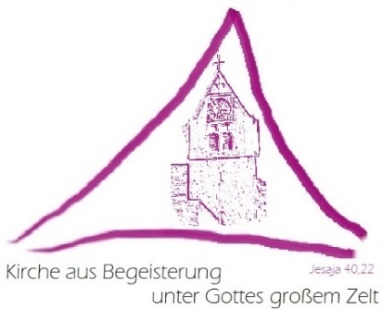 Jesaja 40,22
Kirche aus Begeisterung
unter Gottes großem Zelt